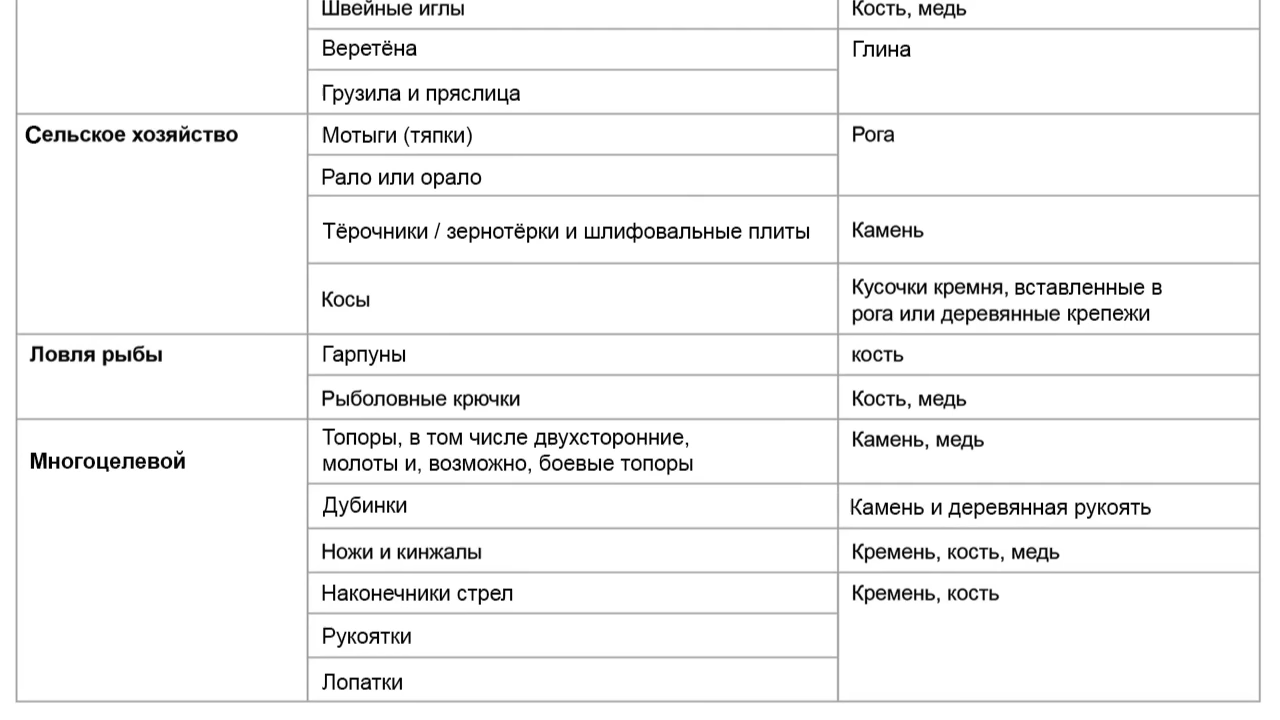 Швейные иглы
Кость, медь
Веретёна
Глина
Грузила и пряслица
Сельское хозяйство
Мотыги (тяпки)
Рога
Рало или орало
Тёрочники / зернотёрки и шлифовальные плиты
Камень
Косы
Кусочки кремня, вставленные в
рога или деревянные крепежи
Ловля рыбы
Гарпуны
кость
Рыболовные крючки
Кость, медь
Многоцелевой
Топоры, в том числе двухсторонние,
молоты и, возможно, боевые топоры
Камень, медь
Дубинки
Камень и деревянная рукоять
Ножи и кинжалы
Кремень, кость, медь
Наконечники стрел
Кремень, кость
Рукоятки
Лопатки